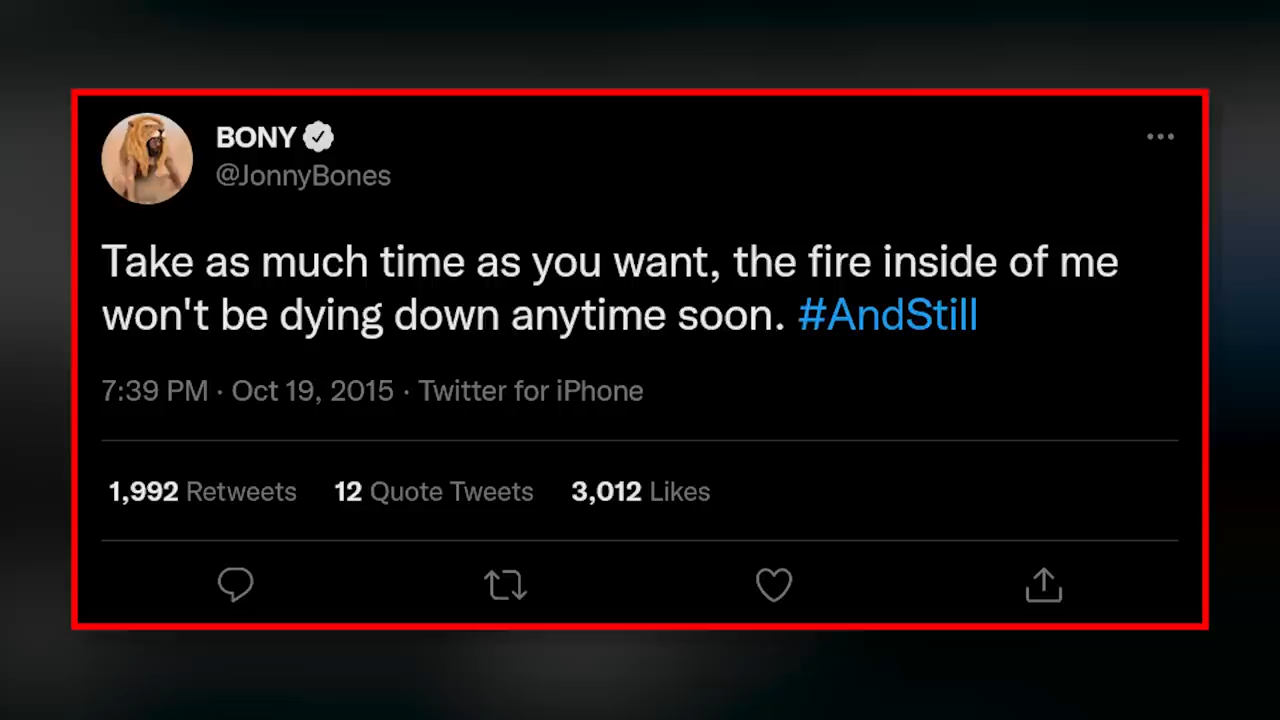 BONY
@JonnyBones
Take as much time as you want, the fire inside of me
won't be dying down anytime soon. #AndStill
7:39 PM · Oct 19, 2015 · Twitter for iPhone
1,992 Retweets 12 Quote Tweets 3,012 Likes